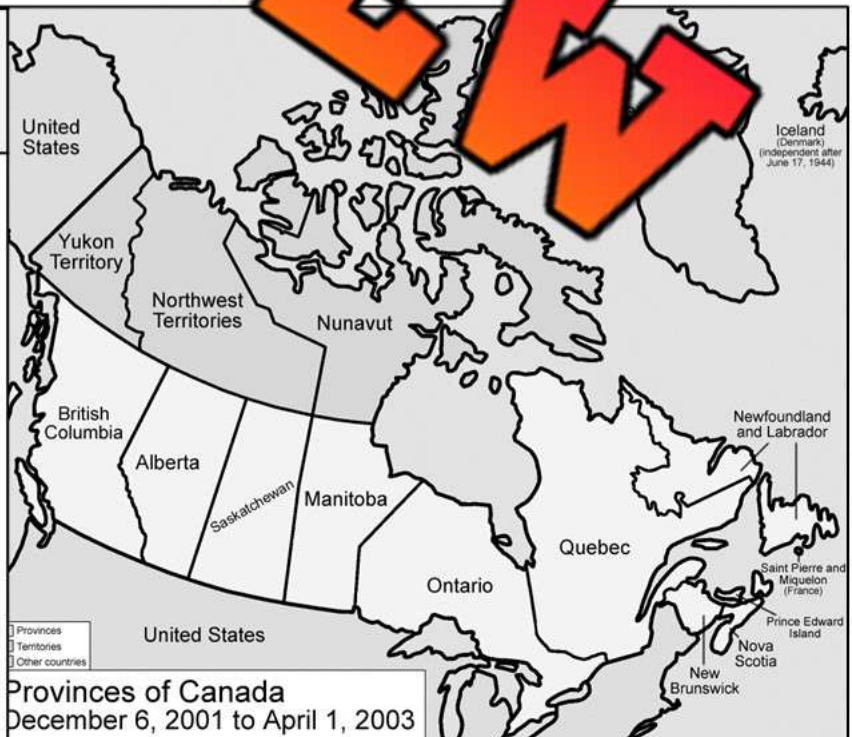 EW
United
States
Iceland
(Denmark)
(independent after
June 17, 1944)
Yukon
Territory
Northwest
Territories
Nunavut
British
Columbia
Alberta
Saskatchewan
Manitoba
Ontario
Quebec
Newfoundland
and Labrador
Saint Pierre and
Miquelon
(France)
Prince Edward
Island
Nova
Scotia
New
Brunswick
United States
Provinces
Territories
Other countries
Provinces of Canada
December 6, 2001 to April 1, 2003